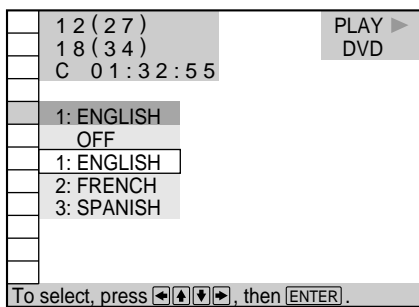 12(27)
18(34)
C 01:32:55
PLAY
DVD
1: ENGLISH
OFF
1: ENGLISH
2: FRENCH
3: SPANISH
To select, press ←↑↓→, then ENTER.